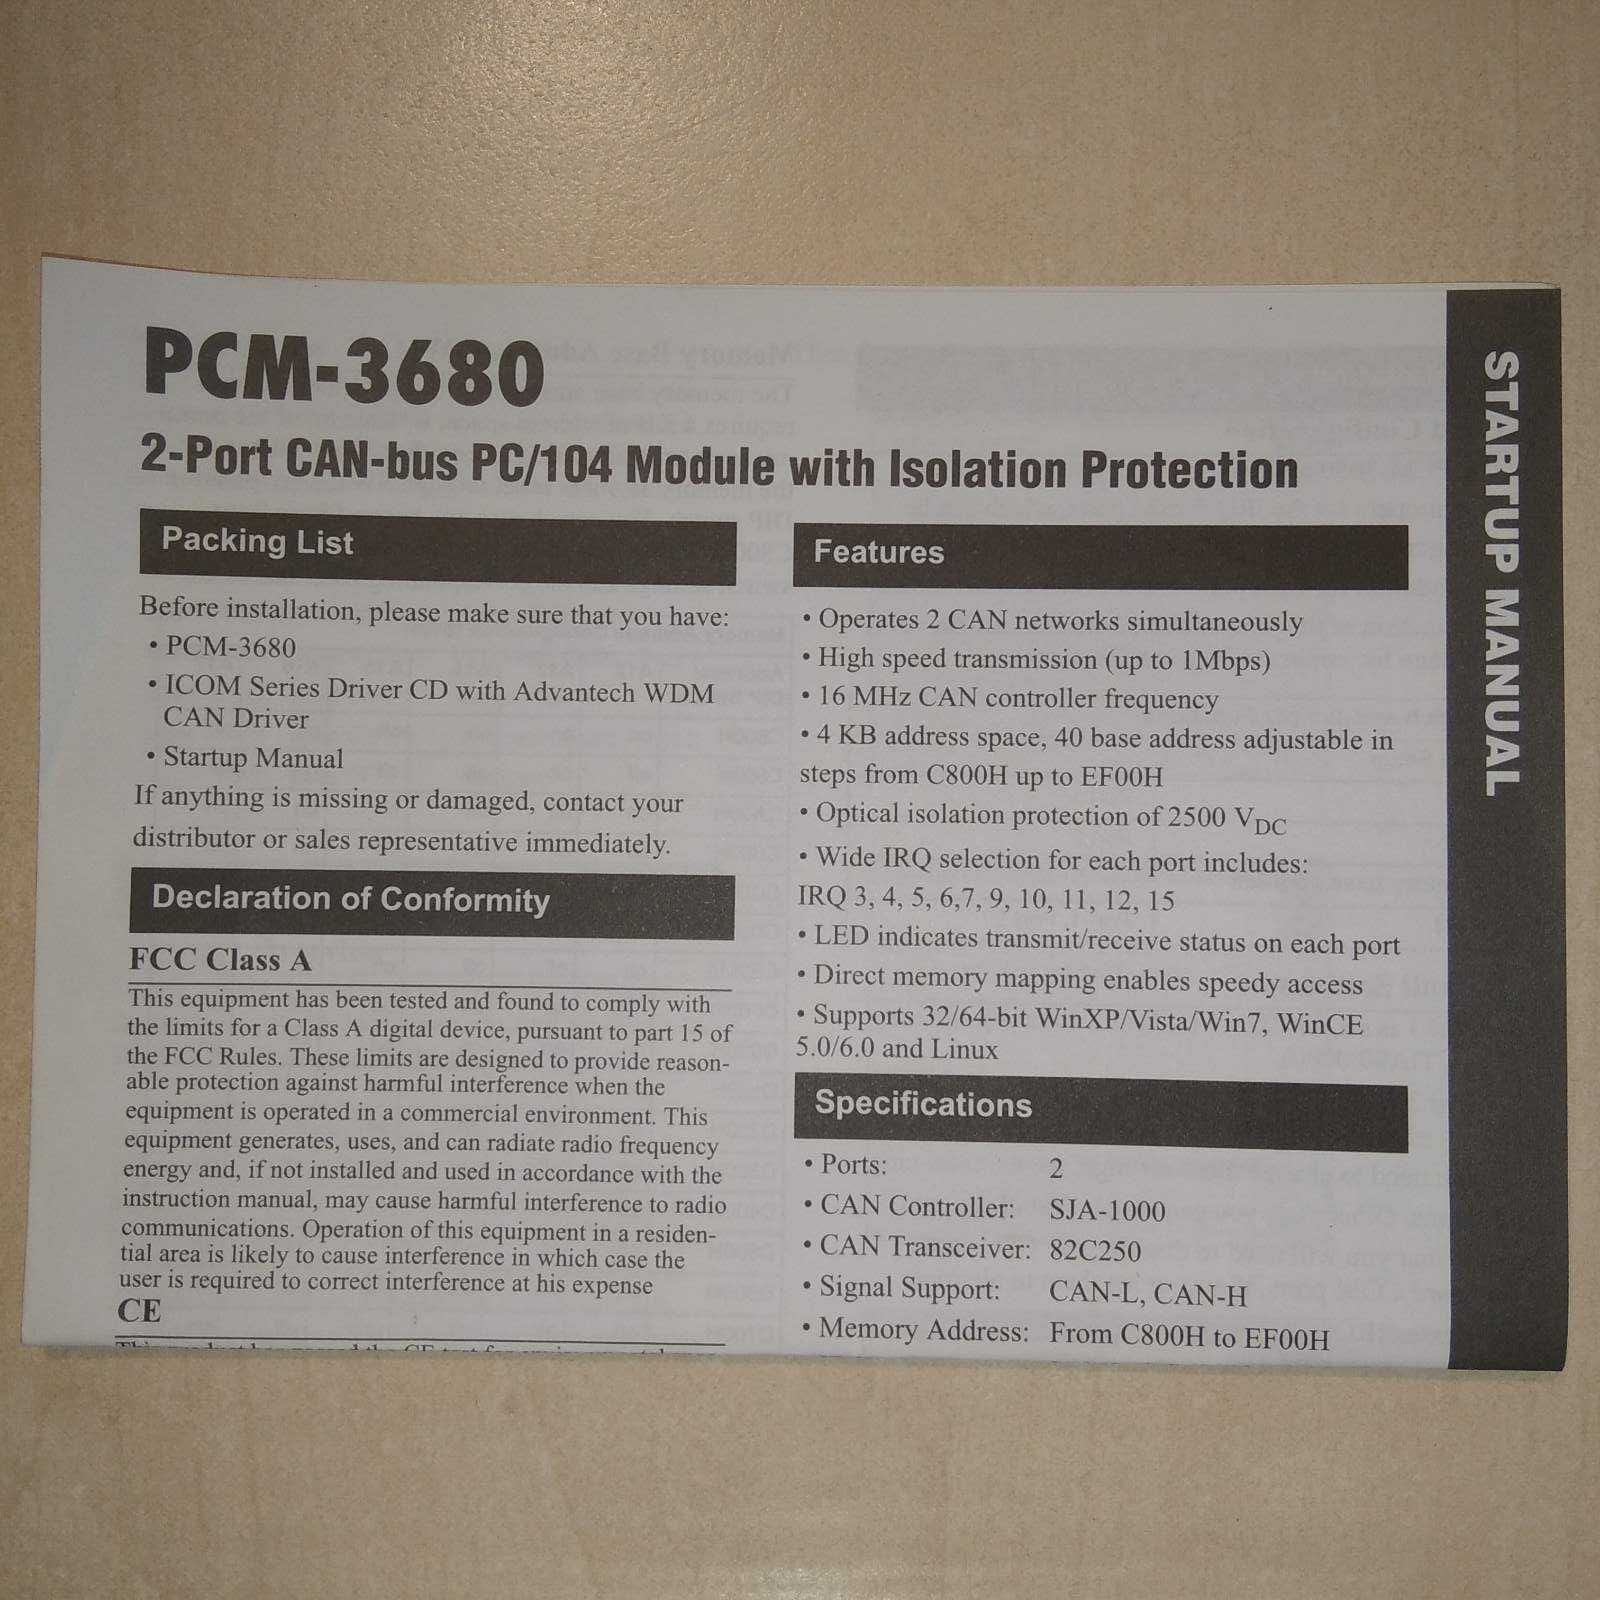 PCM-3680
2-Port CAN-bus PC/104 Module with Isolation Protection
Packing List
Before installation, please make sure that you have:
• PCM-3680
• ICOM Series Driver CD with Advantech WDM
CAN Driver
• Startup Manual
If anything is missing or damaged, contact your
distributor or sales representative immediately.
Declaration of Conformity
FCC Class A
This equipment has been tested and found to comply with
the limits for a Class A digital device, pursuant to part 15 of
the FCC Rules. These limits are designed to provide reason-
able protection against harmful interference when the
equipment is operated in a commercial environment. This
equipment generates, uses, and can radiate radio frequency
energy and, if not installed and used in accordance with the
instruction manual, may cause harmful interference to radio
communications. Operation of this equipment in a residen-
tial area is likely to cause interference in which case the
user is required to correct interference at his expense
CE
Features
• Operates 2 CAN networks simultaneously
• High speed transmission (up to 1Mbps)
• 16 MHz CAN controller frequency
• 4 KB address space, 40 base address adjustable in
steps from C800H up to EF00H
• Optical isolation protection of 2500 VDC
• Wide IRQ selection for each port includes:
IRQ 3, 4, 5, 6,7, 9, 10, 11, 12, 15
• LED indicates transmit/receive status on each port
• Direct memory mapping enables speedy access
• Supports 32/64-bit WinXP/Vista/Win7, WinCE
5.0/6.0 and Linux
Specifications
• Ports: 2
• CAN Controller: SJA-1000
• CAN Transceiver: 82C250
• Signal Support: CAN-L, CAN-H
• Memory Address: From C800H to EF00H
STARTUP MANUAL